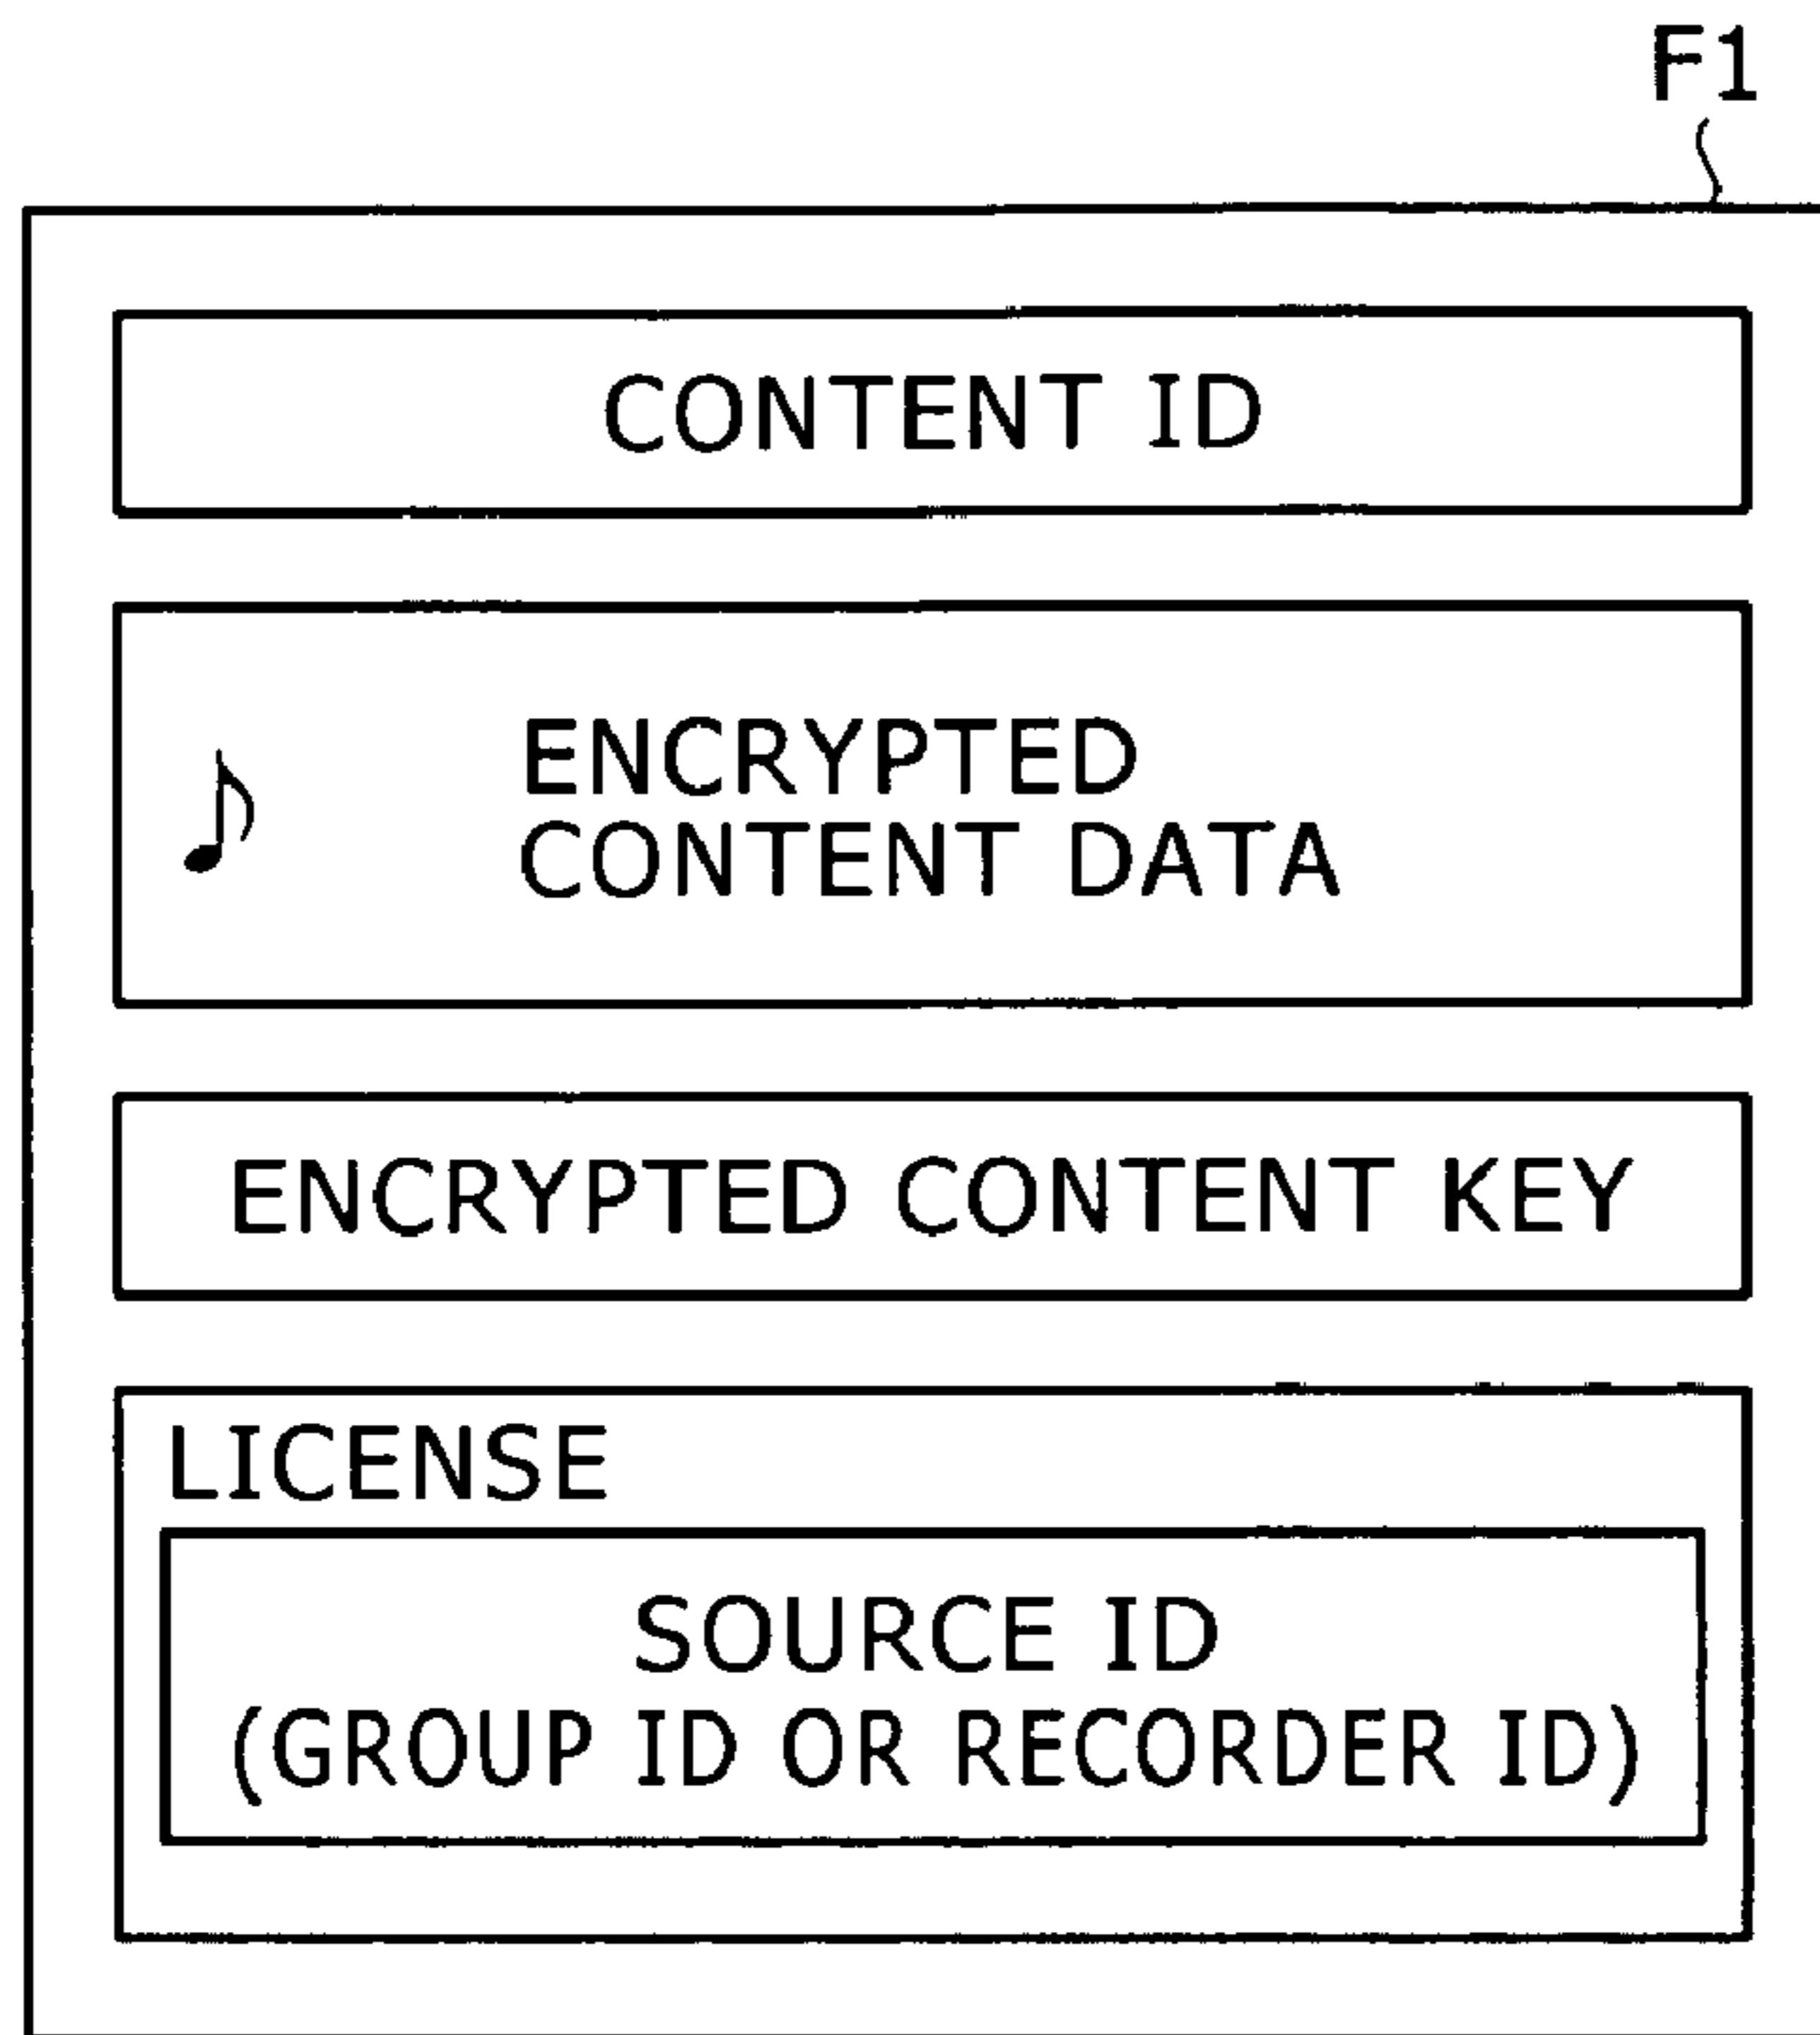 F1
CONTENT ID
ENCRYPTED
CONTENT DATA
ENCRYPTED CONTENT KEY
LICENSE
SOURCE ID
(GROUP ID OR RECORDER ID)